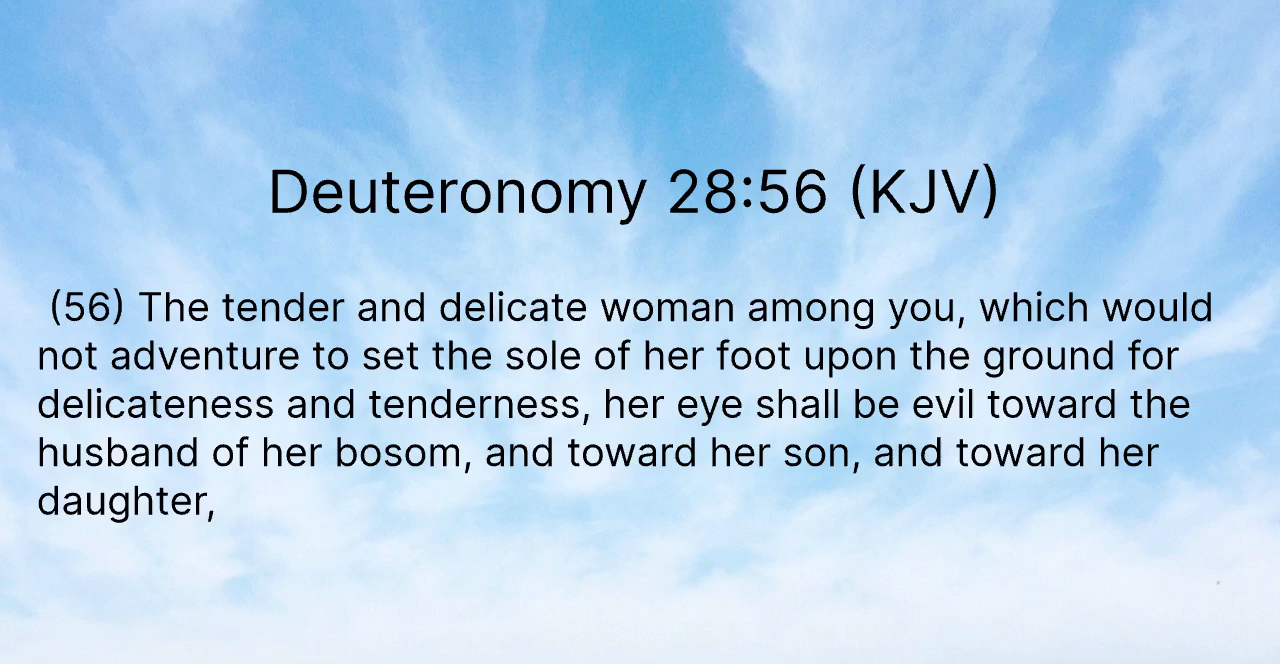 Deuteronomy 28:56 (KJV)
(56) The tender and delicate woman among you, which would
not adventure to set the sole of her foot upon the ground for
delicateness and tenderness, her eye shall be evil toward the
husband of her bosom, and toward her son, and toward her
daughter,